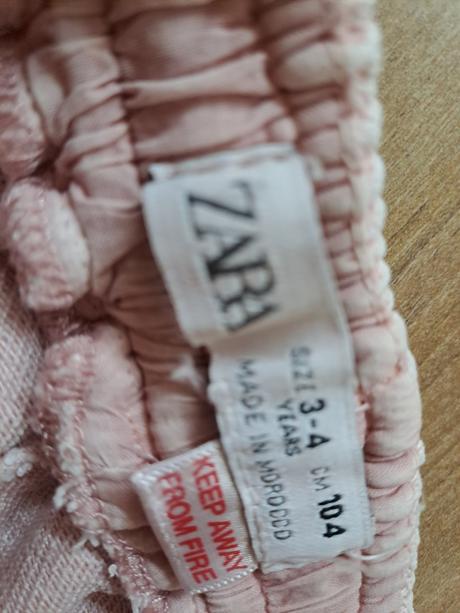 ZARA
SIZE 3-4 CM 104
YEARS
MADE IN MOROCCO
KEEP AWAY
FROM FIRE